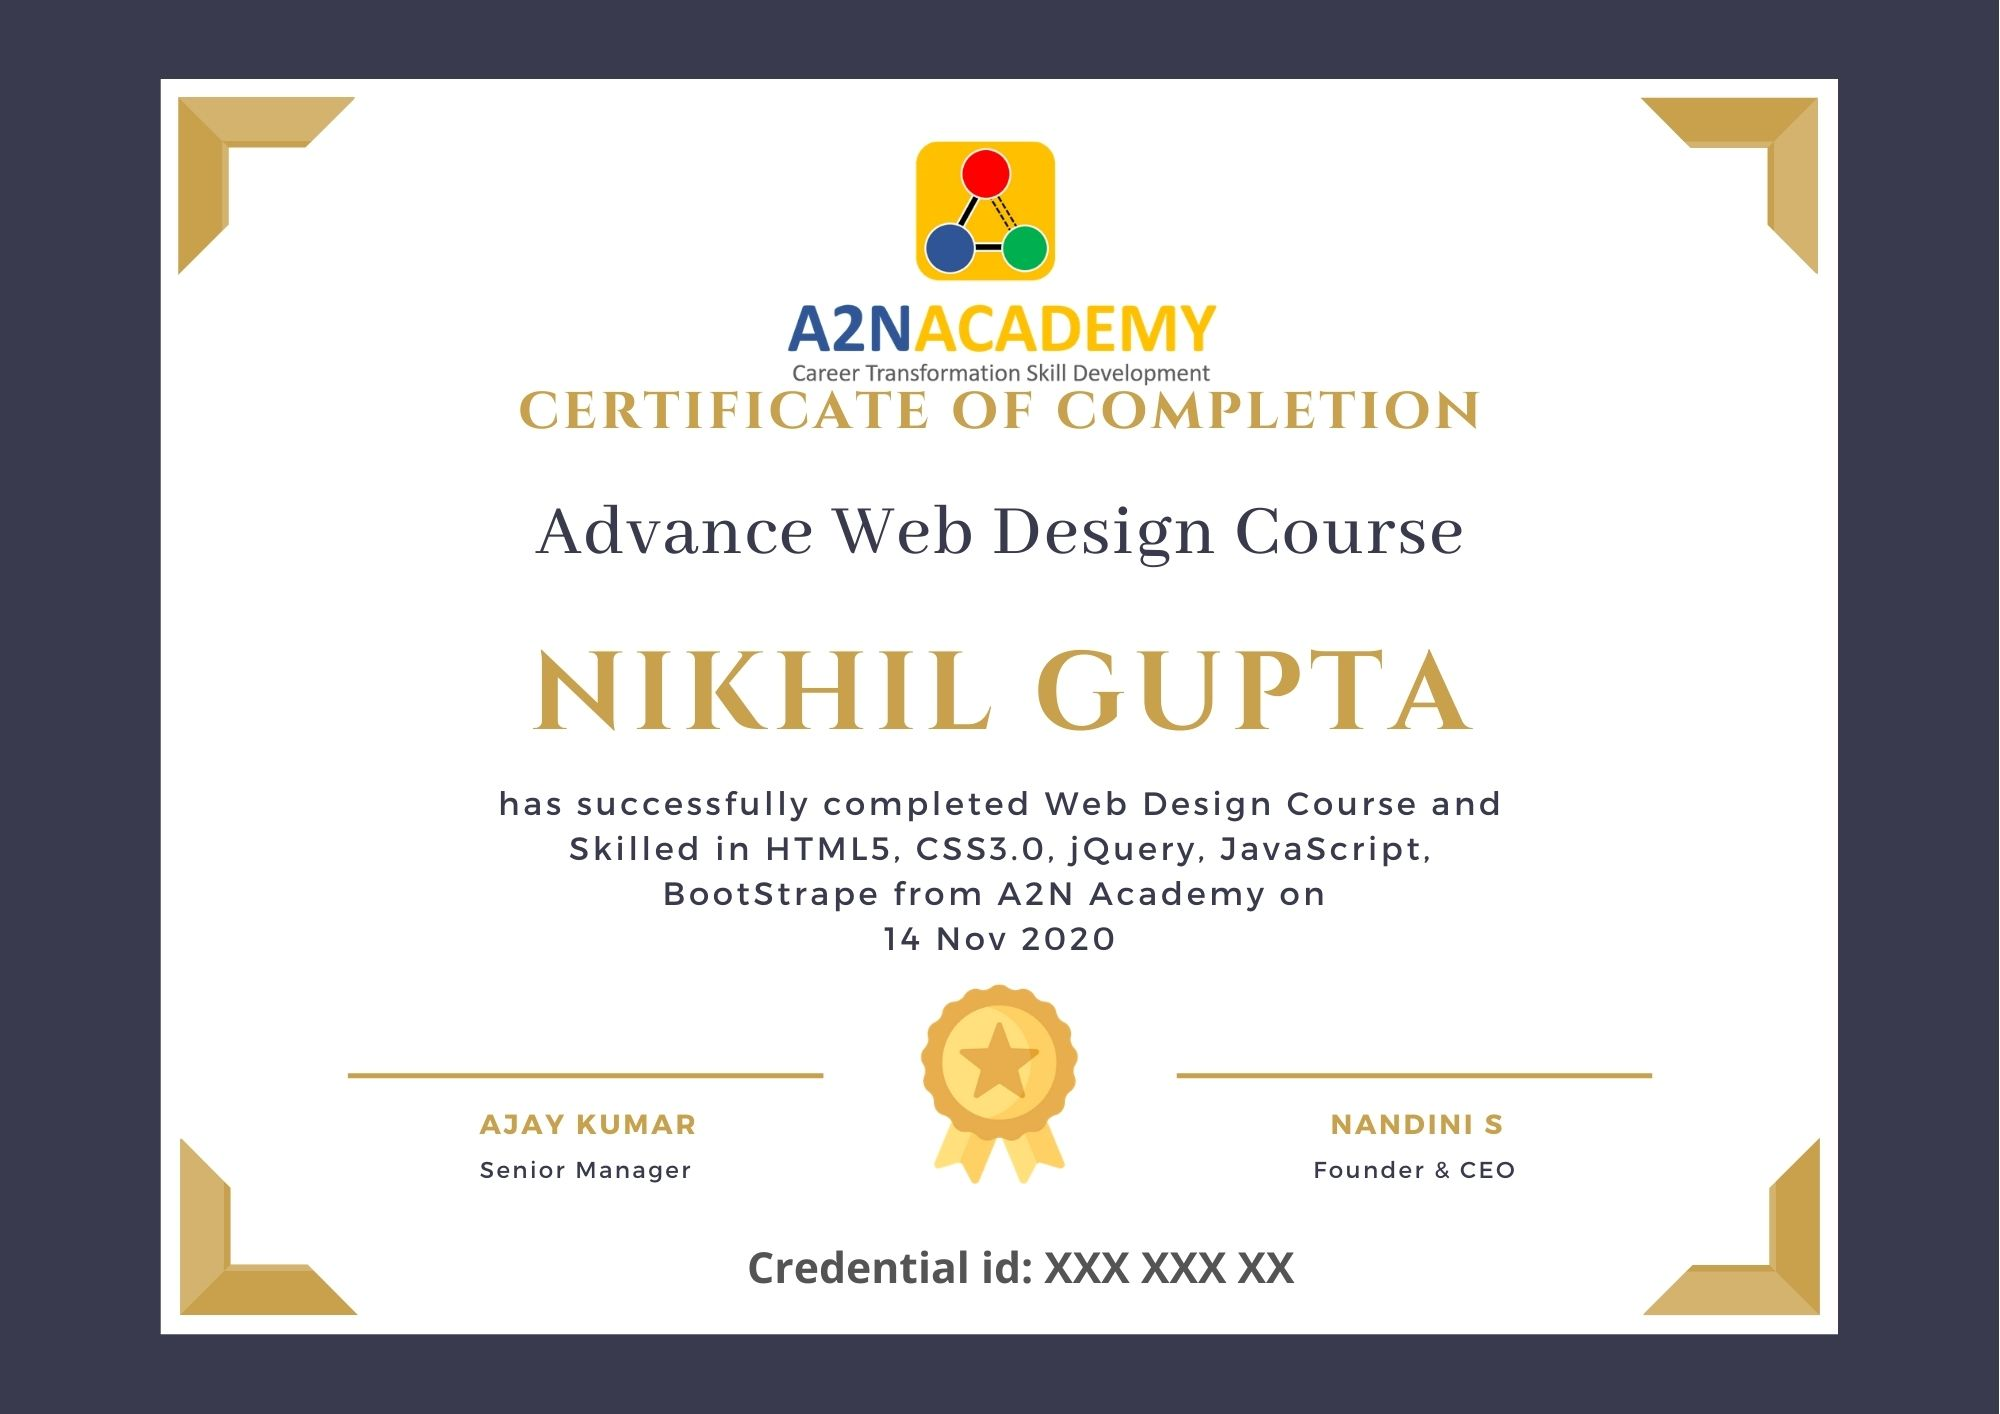 A2NACADEMY
Career Transformation Skill Development
CERTIFICATE OF COMPLETION
Advance Web Design Course
NIKHIL GUPTA
has successfully completed Web Design Course and
Skilled in HTML5, CSS3.0, jQuery, JavaScript,
BootStrape from A2N Academy on
14 Nov 2020
AJAY KUMAR
Senior Manager
NANDINI S
Founder & CEO
Credential id: XXX XXX XX